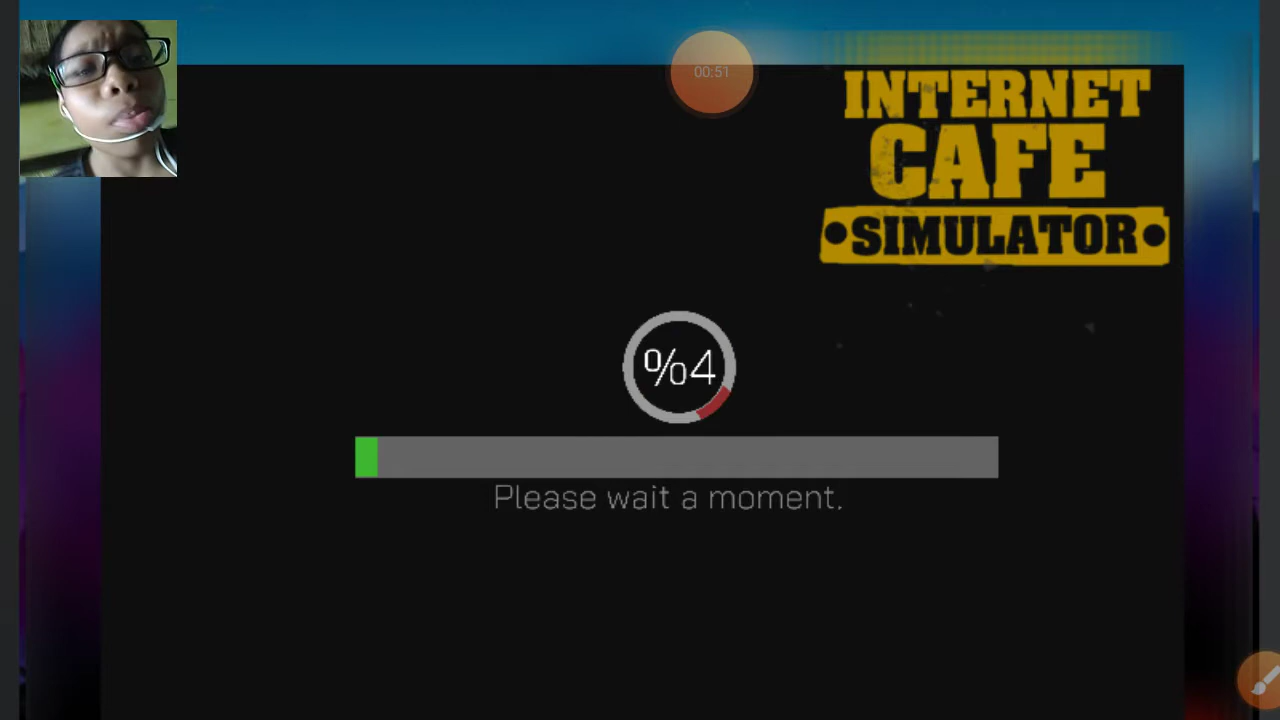 00:51
INTERNET
CAFE
SIMULATOR
%4
Please wait a moment.